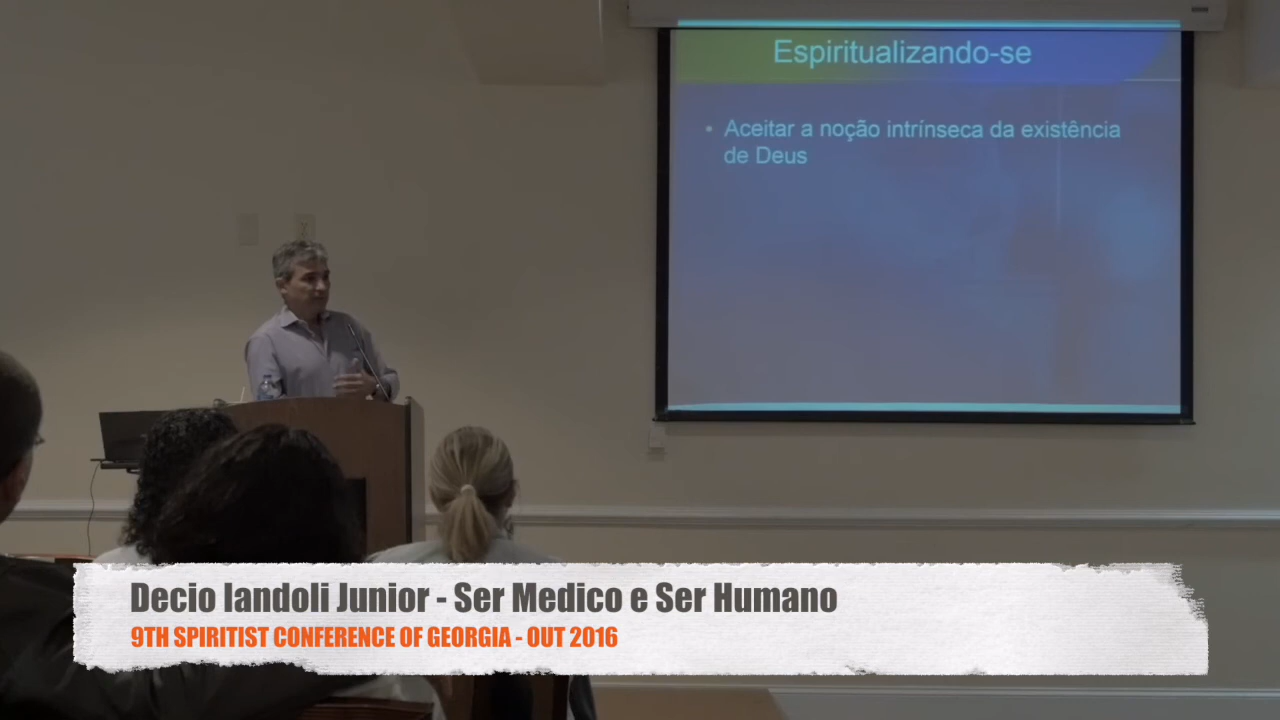 Espiritualizando-se
• Aceitar a noção intrínseca da existência
de Deus
Decio Iandoli Junior - Ser Medico e Ser Humano
9TH SPIRITIST CONFERENCE OF GEORGIA - OUT 2016